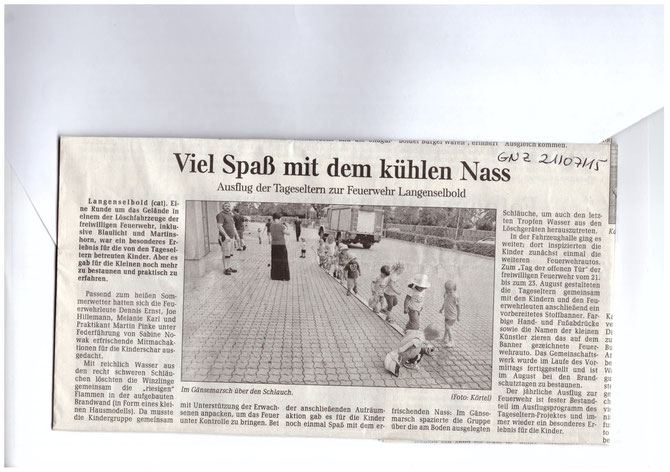 GNZ 21/07/15
Viel Spaß mit dem kühlen Nass
Ausflug der Tageseltern zur Feuerwehr Langenselbold
Langenselbold (cat). Ei-
ne Runde um das Gelände in
einem der Löschfahrzeuge der
freiwilligen Feuerwehr, inklu-
sive Blaulicht und Martins-
horn, war ein besonderes Er-
lebnis für die von den Tagesel-
tern betreuten Kinder. Aber es
gab für die Kleinen noch mehr
zu bestaunen und praktisch zu
erfahren.
Passend zum heißen Som-
merwetter hatten sich die Feu-
erwehrleute Dennis Ernst, Joe
Hillemann, Melanie Karl und
Praktikant Martin Finke unter
Federführung von Sabine No-
wak erfrischende Mitmachak-
tionen für die Kinderschar aus-
gedacht.
Mit reichlich Wasser aus
den recht schweren Schläu-
chen löschten die Winzlinge
gemeinsam die „riesigen“
Flammen in der aufgebauten
Brandwand (in Form eines klei-
nen Hausmodells). Da musste
die Kindergruppe gemeinsam
Im Gänsemarsch über den Schlauch.
(Foto: Körtel)
mit Unterstützung der Erwach-
senen anpacken, um das Feuer
unter Kontrolle zu bringen. Bei
der anschließenden Aufräum-
aktion gab es für die Kinder
noch einmal Spaß mit dem er-
frischenden Nass: Im Gänse-
marsch spazierte die Gruppe
über die am Boden ausgelegten
Schläuche, um auch den letz-
ten Tropfen Wasser aus den
Löschgeräten herauszutreten.
In der Fahrzeughalle ging es
weiter; dort inspizierten die
Kinder zunächst einmal die
weiteren Feuerwehrautos.
Zum „Tag der offenen Tür“ der
freiwilligen Feuerwehr vom 21.
bis zum 23. August gestalteten
die Tageseltern gemeinsam
mit den Kindern und den Feu-
erwehrleuten anschließend ein
vorbereitetes Stoffbanner. Far-
bige Hand- und Fußabdrücke
sowie die Namen der kleinen
Künstler zieren das auf dem
Banner gezeichnete Feuer-
wehrauto. Das Gemeinschafts-
werk wurde im Laufe des Vor-
mittags fertiggestellt und ist
im August bei den Brand-
schutztagen zu bestaunen.
Der jährliche Ausflug zur
Feuerwehr ist fester Bestand-
teil im Ausflugsprogramm des
Tageseltern-Projektes und im-
mer wieder ein besonderes Er-
lebnis für die Kinder.